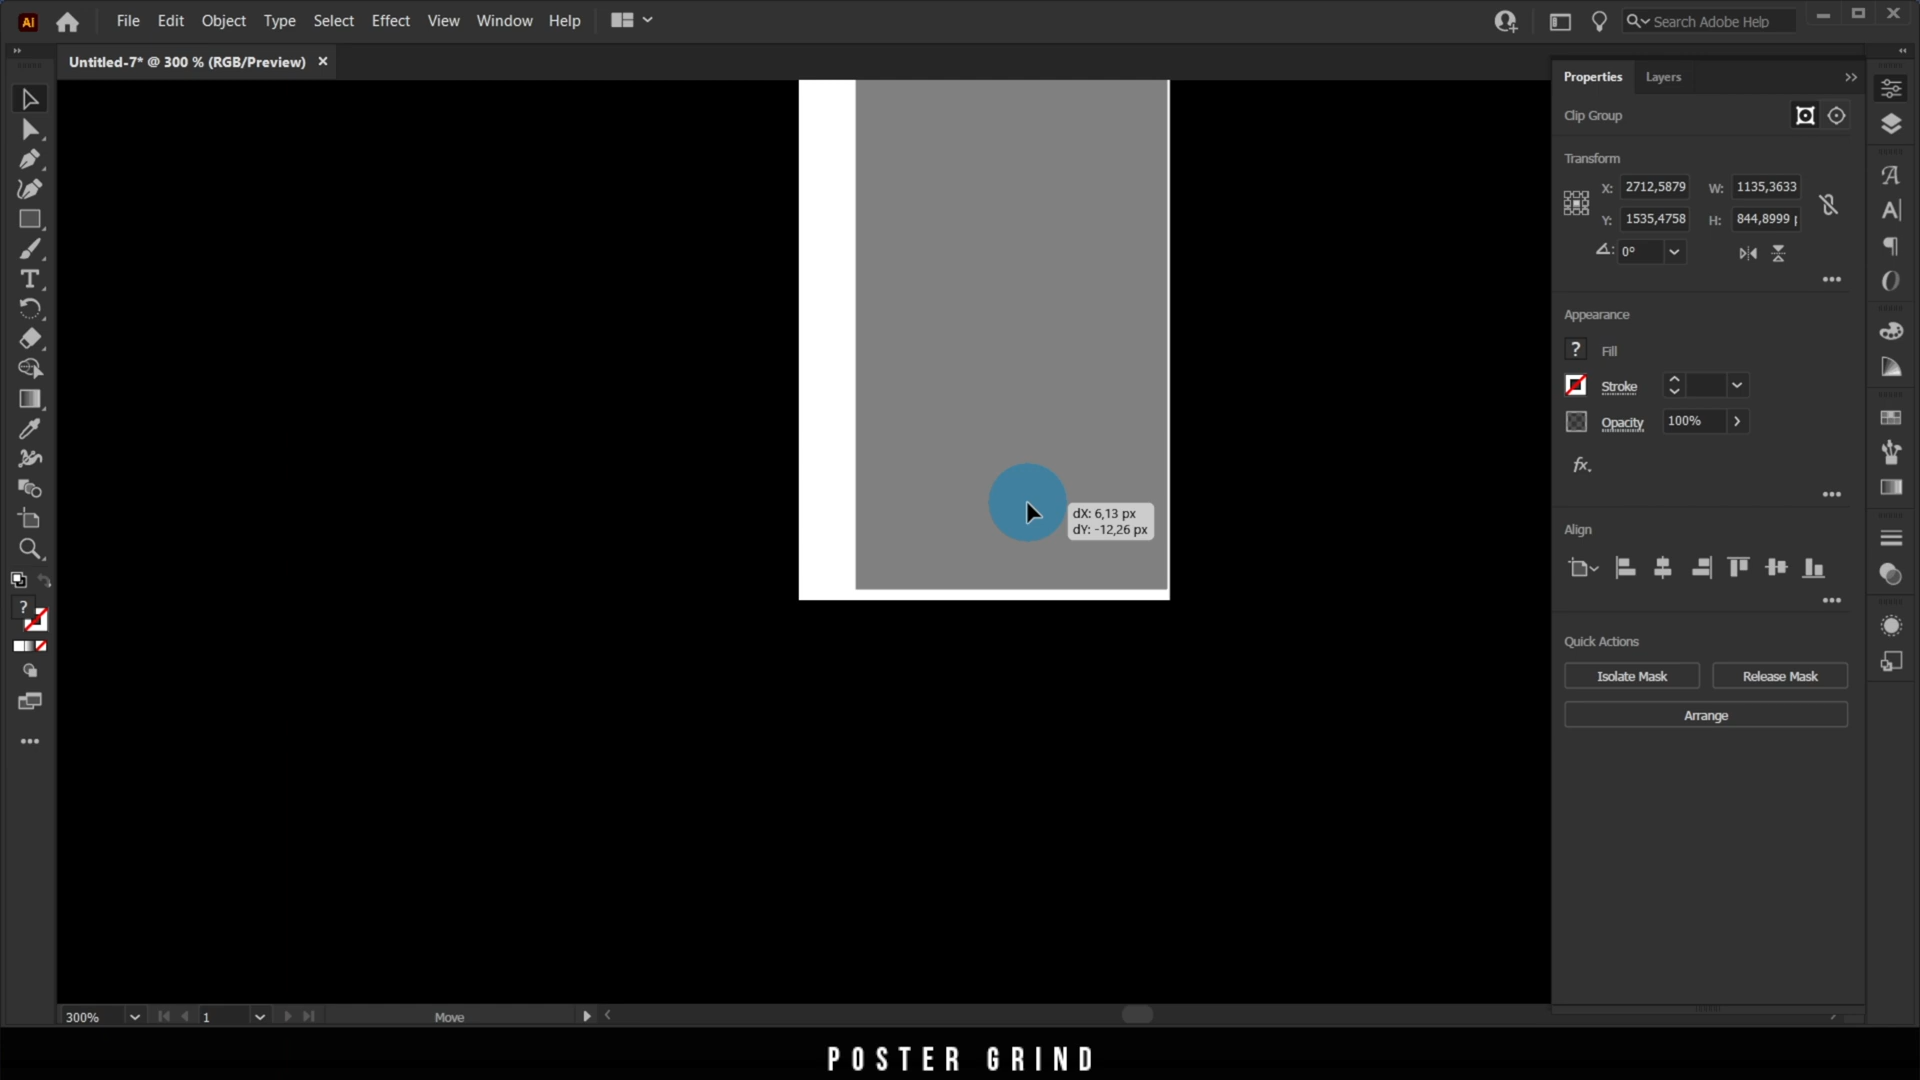 Ai File Edit Object Type Select Effect View Window Help Search Adobe Help
Untitled-7* @ 300 % (RGB/Preview) ×
Properties Layers
Clip Group
Transform
X: 2712,5879 W: 1135,3633
Y: 1535,4758 H: 844,8999 p
0°
Appearance
? Fill
Stroke
Opacity 100%
fx.
dX: 6,13 px
dY: -12,26 px
Align
?
Quick Actions
Isolate Mask Release Mask
Arrange
300% 1 Move
POSTER GRIND